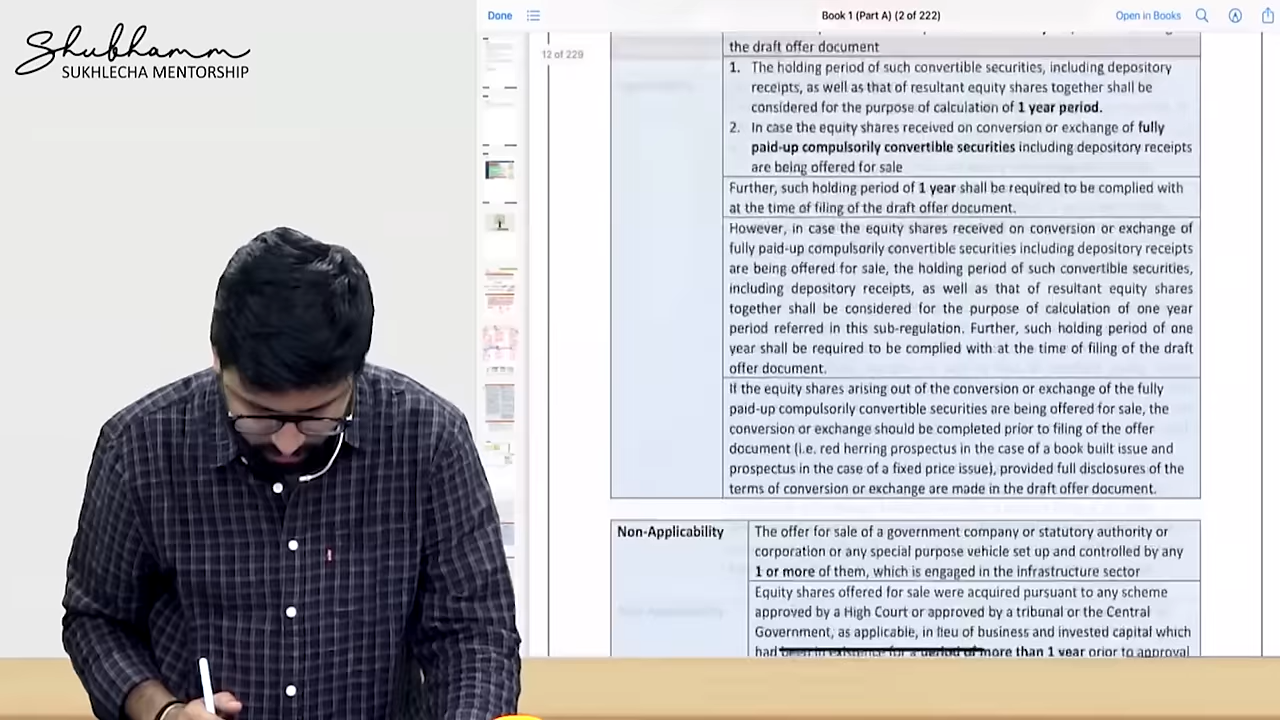 Shubhamm
SUKHLECHA MENTORSHIP
Done
Book 1 (Part A) (2 of 222)
Open in Books
12 of 229
the draft offer document
1. The holding period of such convertible securities, including depository
receipts, as well as that of resultant equity shares together shall be
considered for the purpose of calculation of 1 year period.
2. In case the equity shares received on conversion or exchange of fully
paid-up compulsorily convertible securities including depository receipts
are being offered for sale
Further, such holding period of 1 year shall be required to be complied with
at the time of filing of the draft offer document.
However, in case the equity shares received on conversion or exchange of
fully paid-up compulsorily convertible securities including depository receipts
are being offered for sale, the holding period of such convertible securities,
including depository receipts, as well as that of resultant equity shares
together shall be considered for the purpose of calculation of one year
period referred in this sub-regulation. Further, such holding period of one
year shall be required to be complied with at the time of filing of the draft
offer document.
If the equity shares arising out of the conversion or exchange of the fully
paid-up compulsorily convertible securities are being offered for sale, the
conversion or exchange should be completed prior to filing of the offer
document (i.e. red herring prospectus in the case of a book built issue and
prospectus in the case of a fixed price issue), provided full disclosures of the
terms of conversion or exchange are made in the draft offer document.
Non-Applicability
The offer for sale of a government company or statutory authority or
corporation or any special purpose vehicle set up and controlled by any
1 or more of them, which is engaged in the infrastructure sector
Equity shares offered for sale were acquired pursuant to any scheme
approved by a High Court or approved by a tribunal or the Central
Government, as applicable, in lieu of business and invested capital which
had been in existence for a period of more than 1 year prior to approval